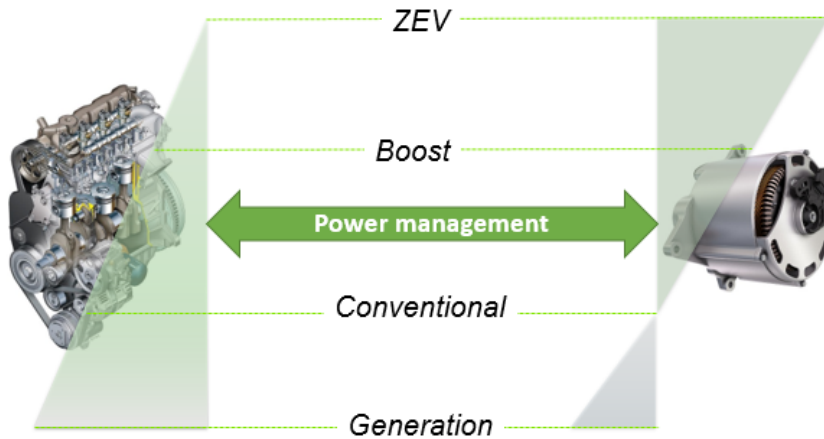 ZEV
Boost
Power management
Conventional
Generation